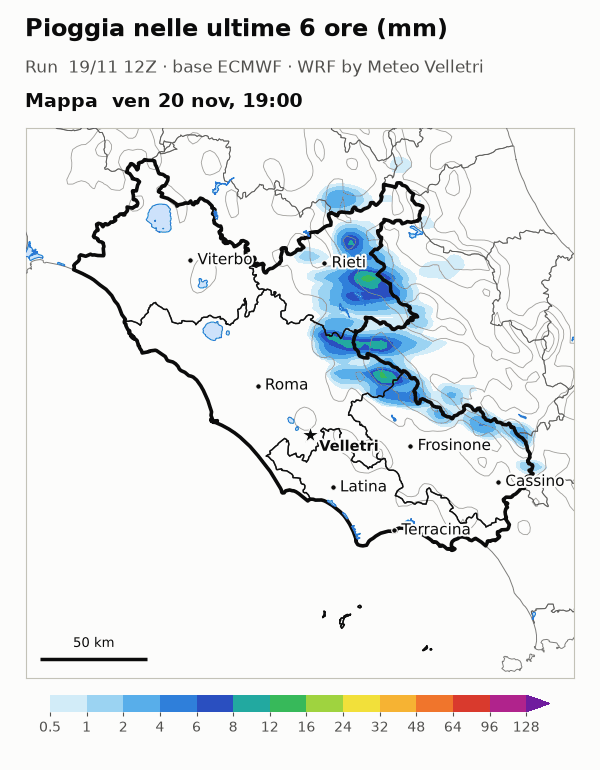 Pioggia nelle ultime 6 ore (mm)
Run  19/11 12Z · base ECMWF · WRF by Meteo Velletri
Mappa  ven 20 nov, 19:00
Viterbo
Rieti
Roma
Velletri
Frosinone
Latina
Cassino
Terracina
50 km
0.5 1 2 4 6 8 12 16 24 32 48 64 96 128